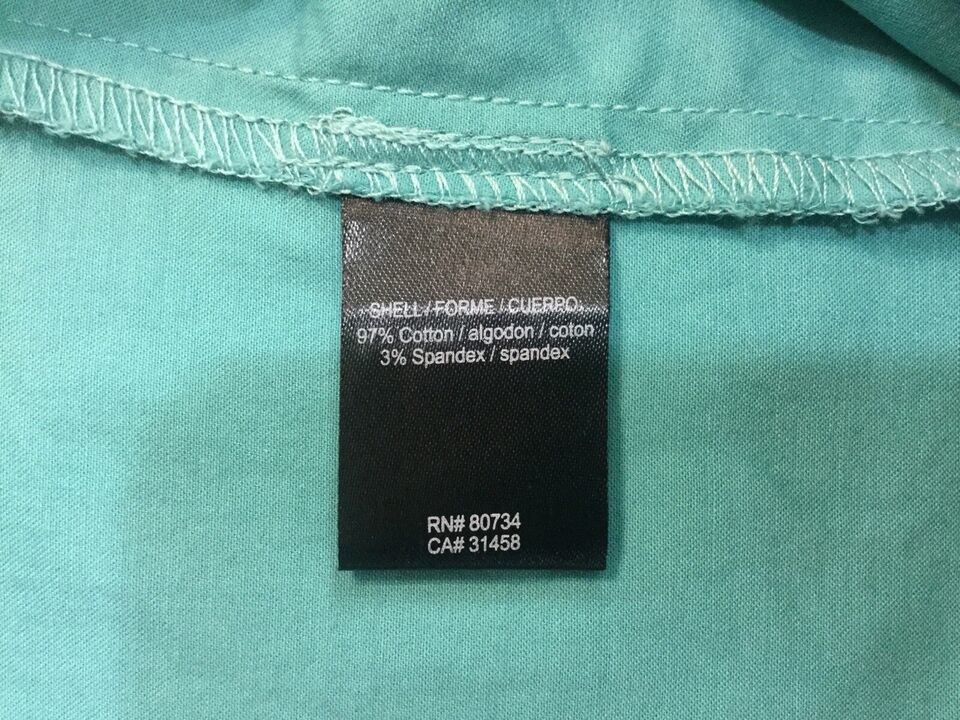 SHELL / FORME / CUERPO:
97% Cotton / algodon / coton
3% Spandex / spandex
RN# 80734
CA# 31458